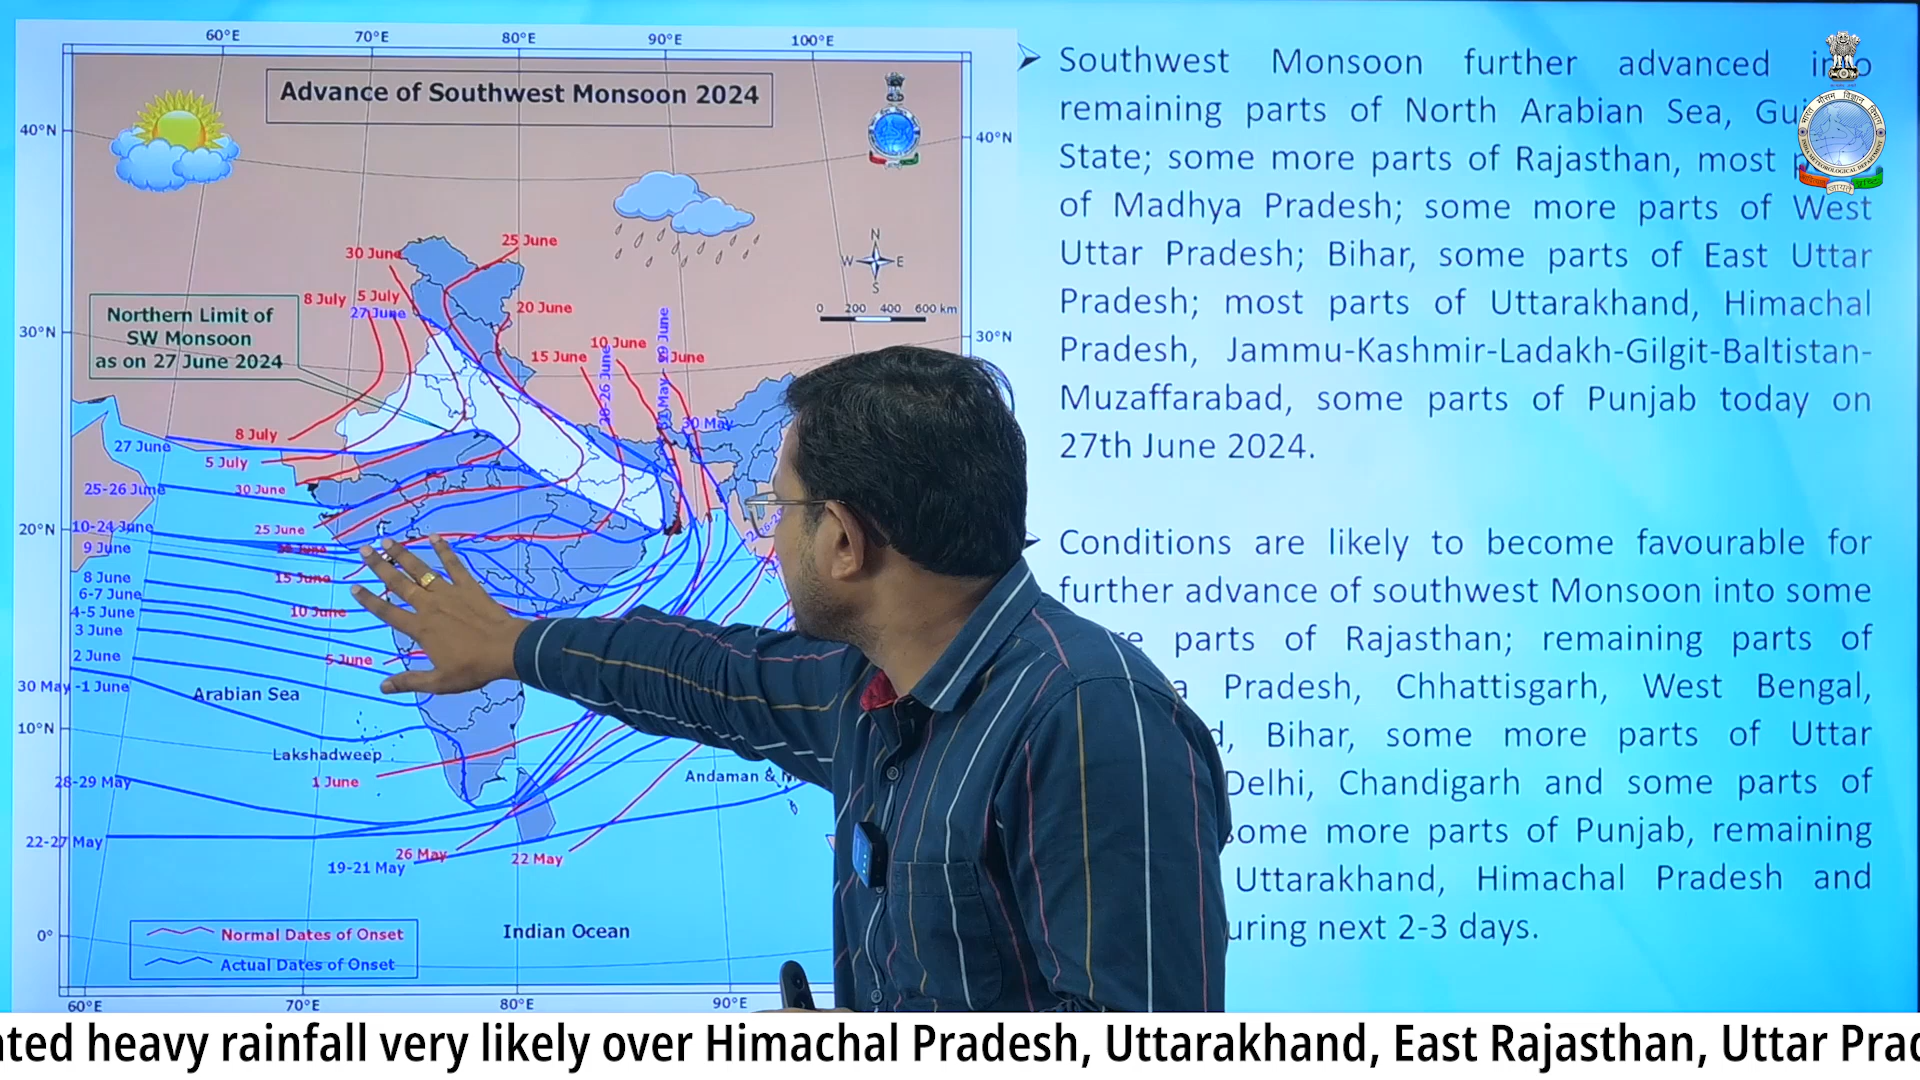 60°E 70°E 80°E 90°E 100°E
Advance of Southwest Monsoon 2024
40°N 40°N
N
W E
S
0 200 400 600 km
25 June
30 June
8 July 5 July
27 June
20 June
Northern Limit of
SW Monsoon
as on 27 June 2024
30°N 30°N
10 June
15 June
5 June
30 May
8 July
27 June
5 July
25-26 June 30 June
10-24 June 25 June
20°N
9 June
8 June 15 June
6-7 June
4-5 June 10 June
3 June
2 June 5 June
30 May -1 June
Arabian Sea
10°N
Lakshadweep
Andaman &
1 June
28-29 May
22-27 May
26 May 22 May
19-21 May
Indian Ocean
0°
Normal Dates of Onset
Actual Dates of Onset
60°E 70°E 80°E 90°E
Southwest Monsoon further advanced into
remaining parts of North Arabian Sea,
State; some more parts of Rajasthan, most
of Madhya Pradesh; some more parts of West
Uttar Pradesh; Bihar, some parts of East Uttar
Pradesh; most parts of Uttarakhand, Himachal
Pradesh, Jammu-Kashmir-Ladakh-Gilgit-Baltistan-
Muzaffarabad, some parts of Punjab today on
27th June 2024.
Conditions are likely to become favourable for
further advance of southwest Monsoon into some
parts of Rajasthan; remaining parts of
Pradesh, Chhattisgarh, West Bengal,
Bihar, some more parts of Uttar
Delhi, Chandigarh and some parts of
some more parts of Punjab, remaining
Uttarakhand, Himachal Pradesh and
during next 2-3 days.
heavy rainfall very likely over Himachal Pradesh, Uttarakhand, East Rajasthan, Uttar